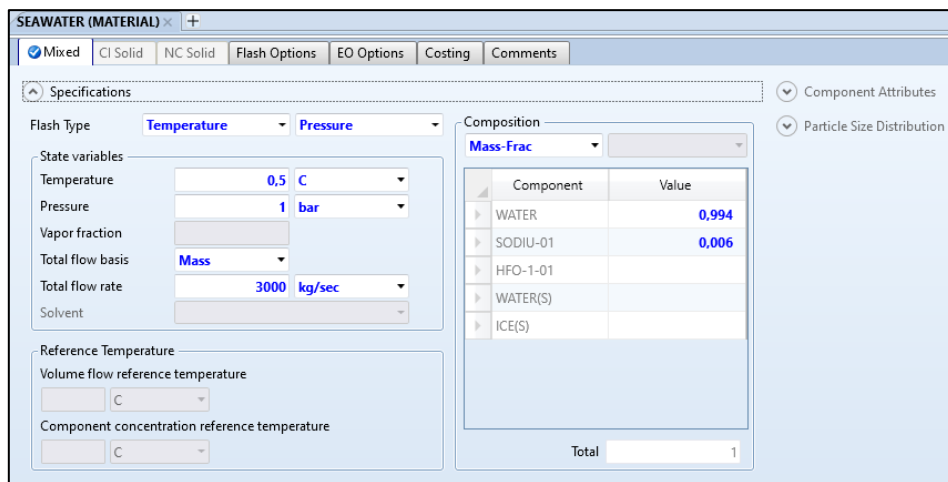 SEAWATER (MATERIAL) × +
Mixed CI Solid NC Solid Flash Options EO Options Costing Comments
Specifications
Flash Type Temperature Pressure
State variables
Temperature 0,5 C
Pressure 1 bar
Vapor fraction
Total flow basis Mass
Total flow rate 3000 kg/sec
Solvent
Reference Temperature
Volume flow reference temperature
C
Component concentration reference temperature
C
Composition
Mass-Frac
Component Value
WATER 0,994
SODIU-01 0,006
HFO-1-01
WATER(S)
ICE(S)
Total 1
Component Attributes
Particle Size Distribution